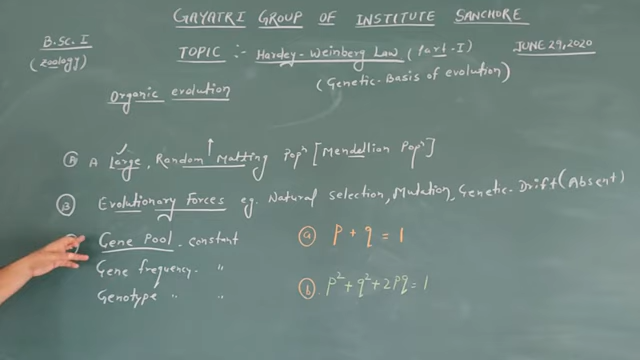 GAYATRI GROUP OF INSTITUTE SANCHORE
B.Sc. I
(Zoology)
TOPIC :- Hardey-Weinberg Law (Part-I)
JUNE 29, 2020
(Genetic-Basis of evolution)
Organic evolution
(A) A Large, Random Matting Popⁿ [Mendellion Popⁿ]
(B) Evolutionary Forces eg. Natural selection, Mutation, Genetic-Drift (Absent)
Gene Pool - constant
(a) P + q = 1
Gene frequency - "
Genotype " "
(b) P² + q² + 2Pq = 1